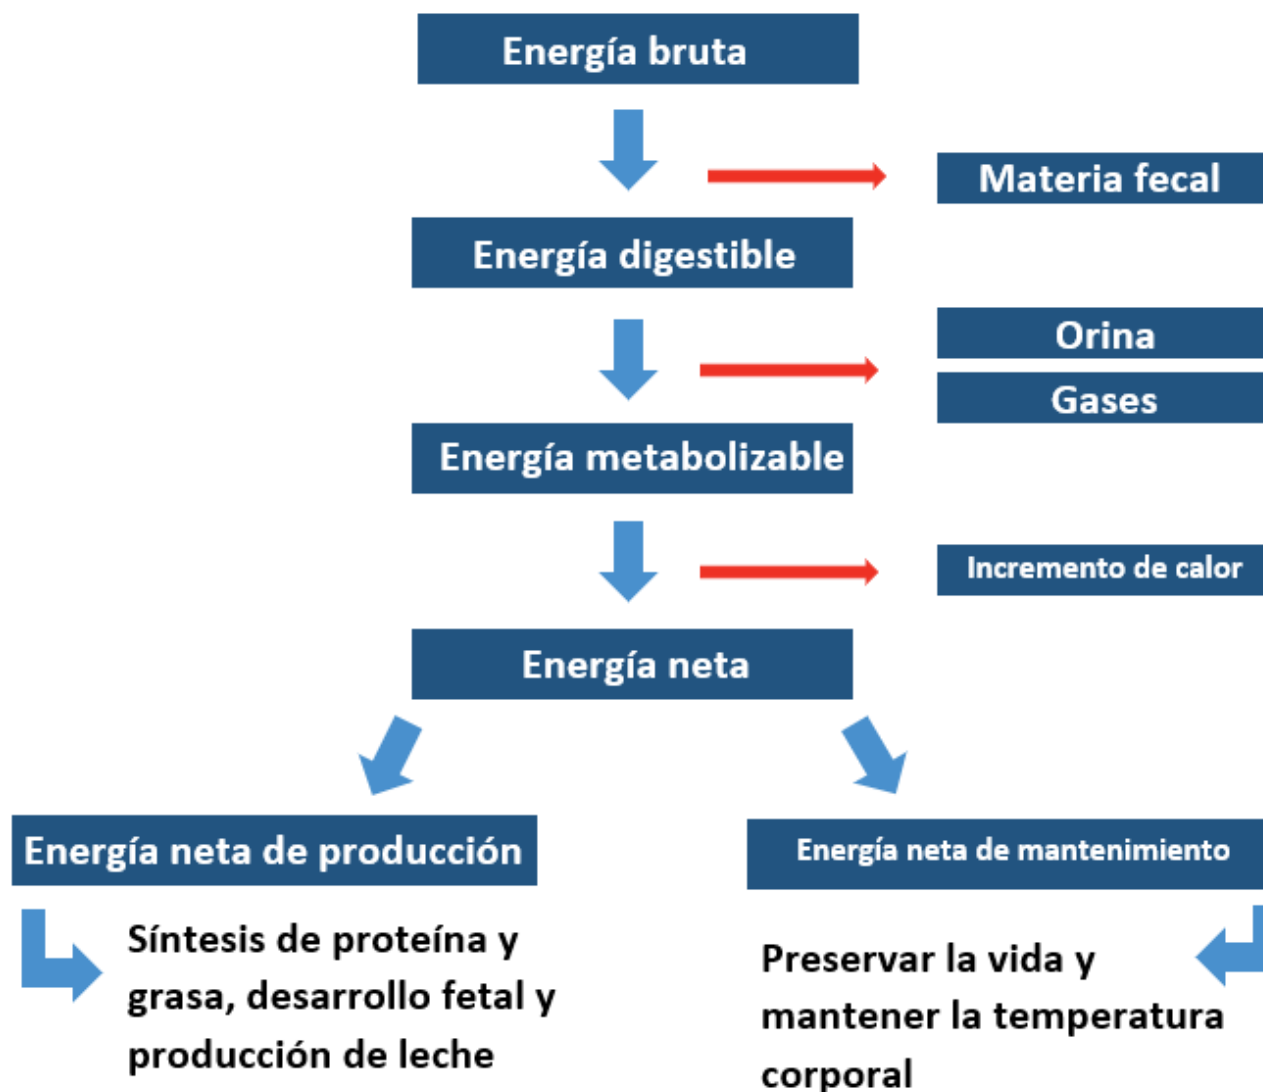 Energía bruta
Materia fecal
Energía digestible
Orina
Gases
Energía metabolizable
Incremento de calor
Energía neta
Energía neta de producción
Energía neta de mantenimiento
Síntesis de proteína y
grasa, desarrollo fetal y
producción de leche
Preservar la vida y
mantener la temperatura
corporal